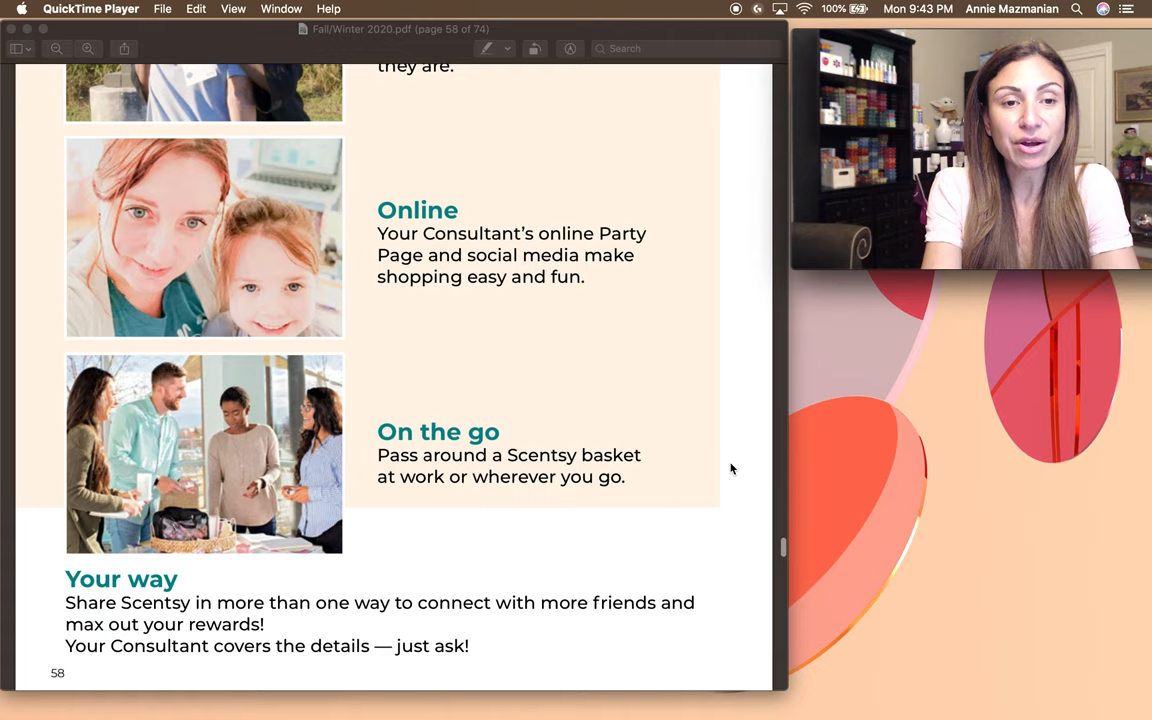 QuickTime Player File Edit View Window Help 100% Mon 9:43 PM Annie Mazmanian
Fall/Winter 2020.pdf (page 58 of 74)
Search
they are.
Online
Your Consultant’s online Party
Page and social media make
shopping easy and fun.
On the go
Pass around a Scentsy basket
at work or wherever you go.
Your way
Share Scentsy in more than one way to connect with more friends and
max out your rewards!
Your Consultant covers the details — just ask!
58